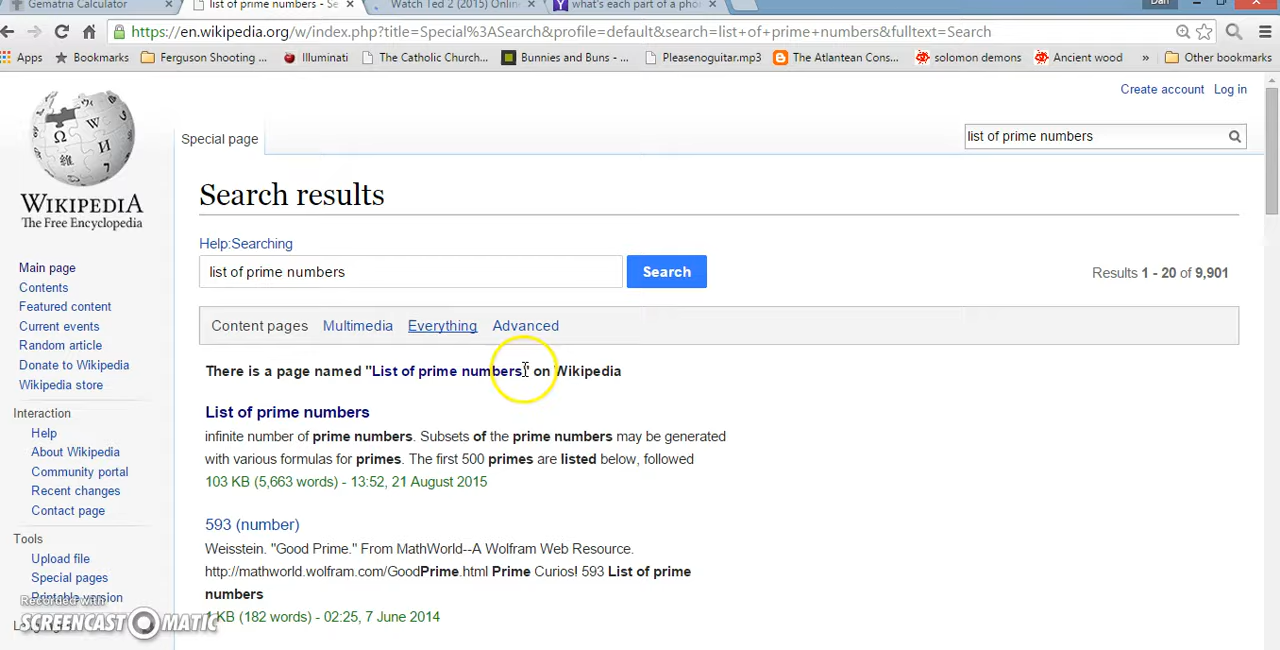 Gematria Calculator
list of prime numbers - Se
Watch Ted 2 (2015) Onlin
what's each part of a pho
Dan
https://en.wikipedia.org/w/index.php?title=Special%3ASearch&profile=default&search=list+of+prime+numbers&fulltext=Search
Apps Bookmarks Ferguson Shooting ... Illuminati The Catholic Church... Bunnies and Buns - ... Pleasenoguitar.mp3 The Atlantean Cons... solomon demons Ancient wood » Other bookmarks
Create account Log in
Special page
list of prime numbers
WIKIPEDIA
The Free Encyclopedia
Main page
Contents
Featured content
Current events
Random article
Donate to Wikipedia
Wikipedia store
Interaction
Help
About Wikipedia
Community portal
Recent changes
Contact page
Tools
Upload file
Special pages
Printable version
Search results
Help:Searching
list of prime numbers
Search
Results 1 - 20 of 9,901
Content pages Multimedia Everything Advanced
There is a page named "List of prime numbers" on Wikipedia
List of prime numbers
infinite number of prime numbers. Subsets of the prime numbers may be generated
with various formulas for primes. The first 500 primes are listed below, followed
103 KB (5,663 words) - 13:52, 21 August 2015
593 (number)
Weisstein. "Good Prime." From MathWorld--A Wolfram Web Resource.
http://mathworld.wolfram.com/GoodPrime.html Prime Curios! 593 List of prime
numbers
1 KB (182 words) - 02:25, 7 June 2014
Recorded with
SCREENCAST-O-MATIC